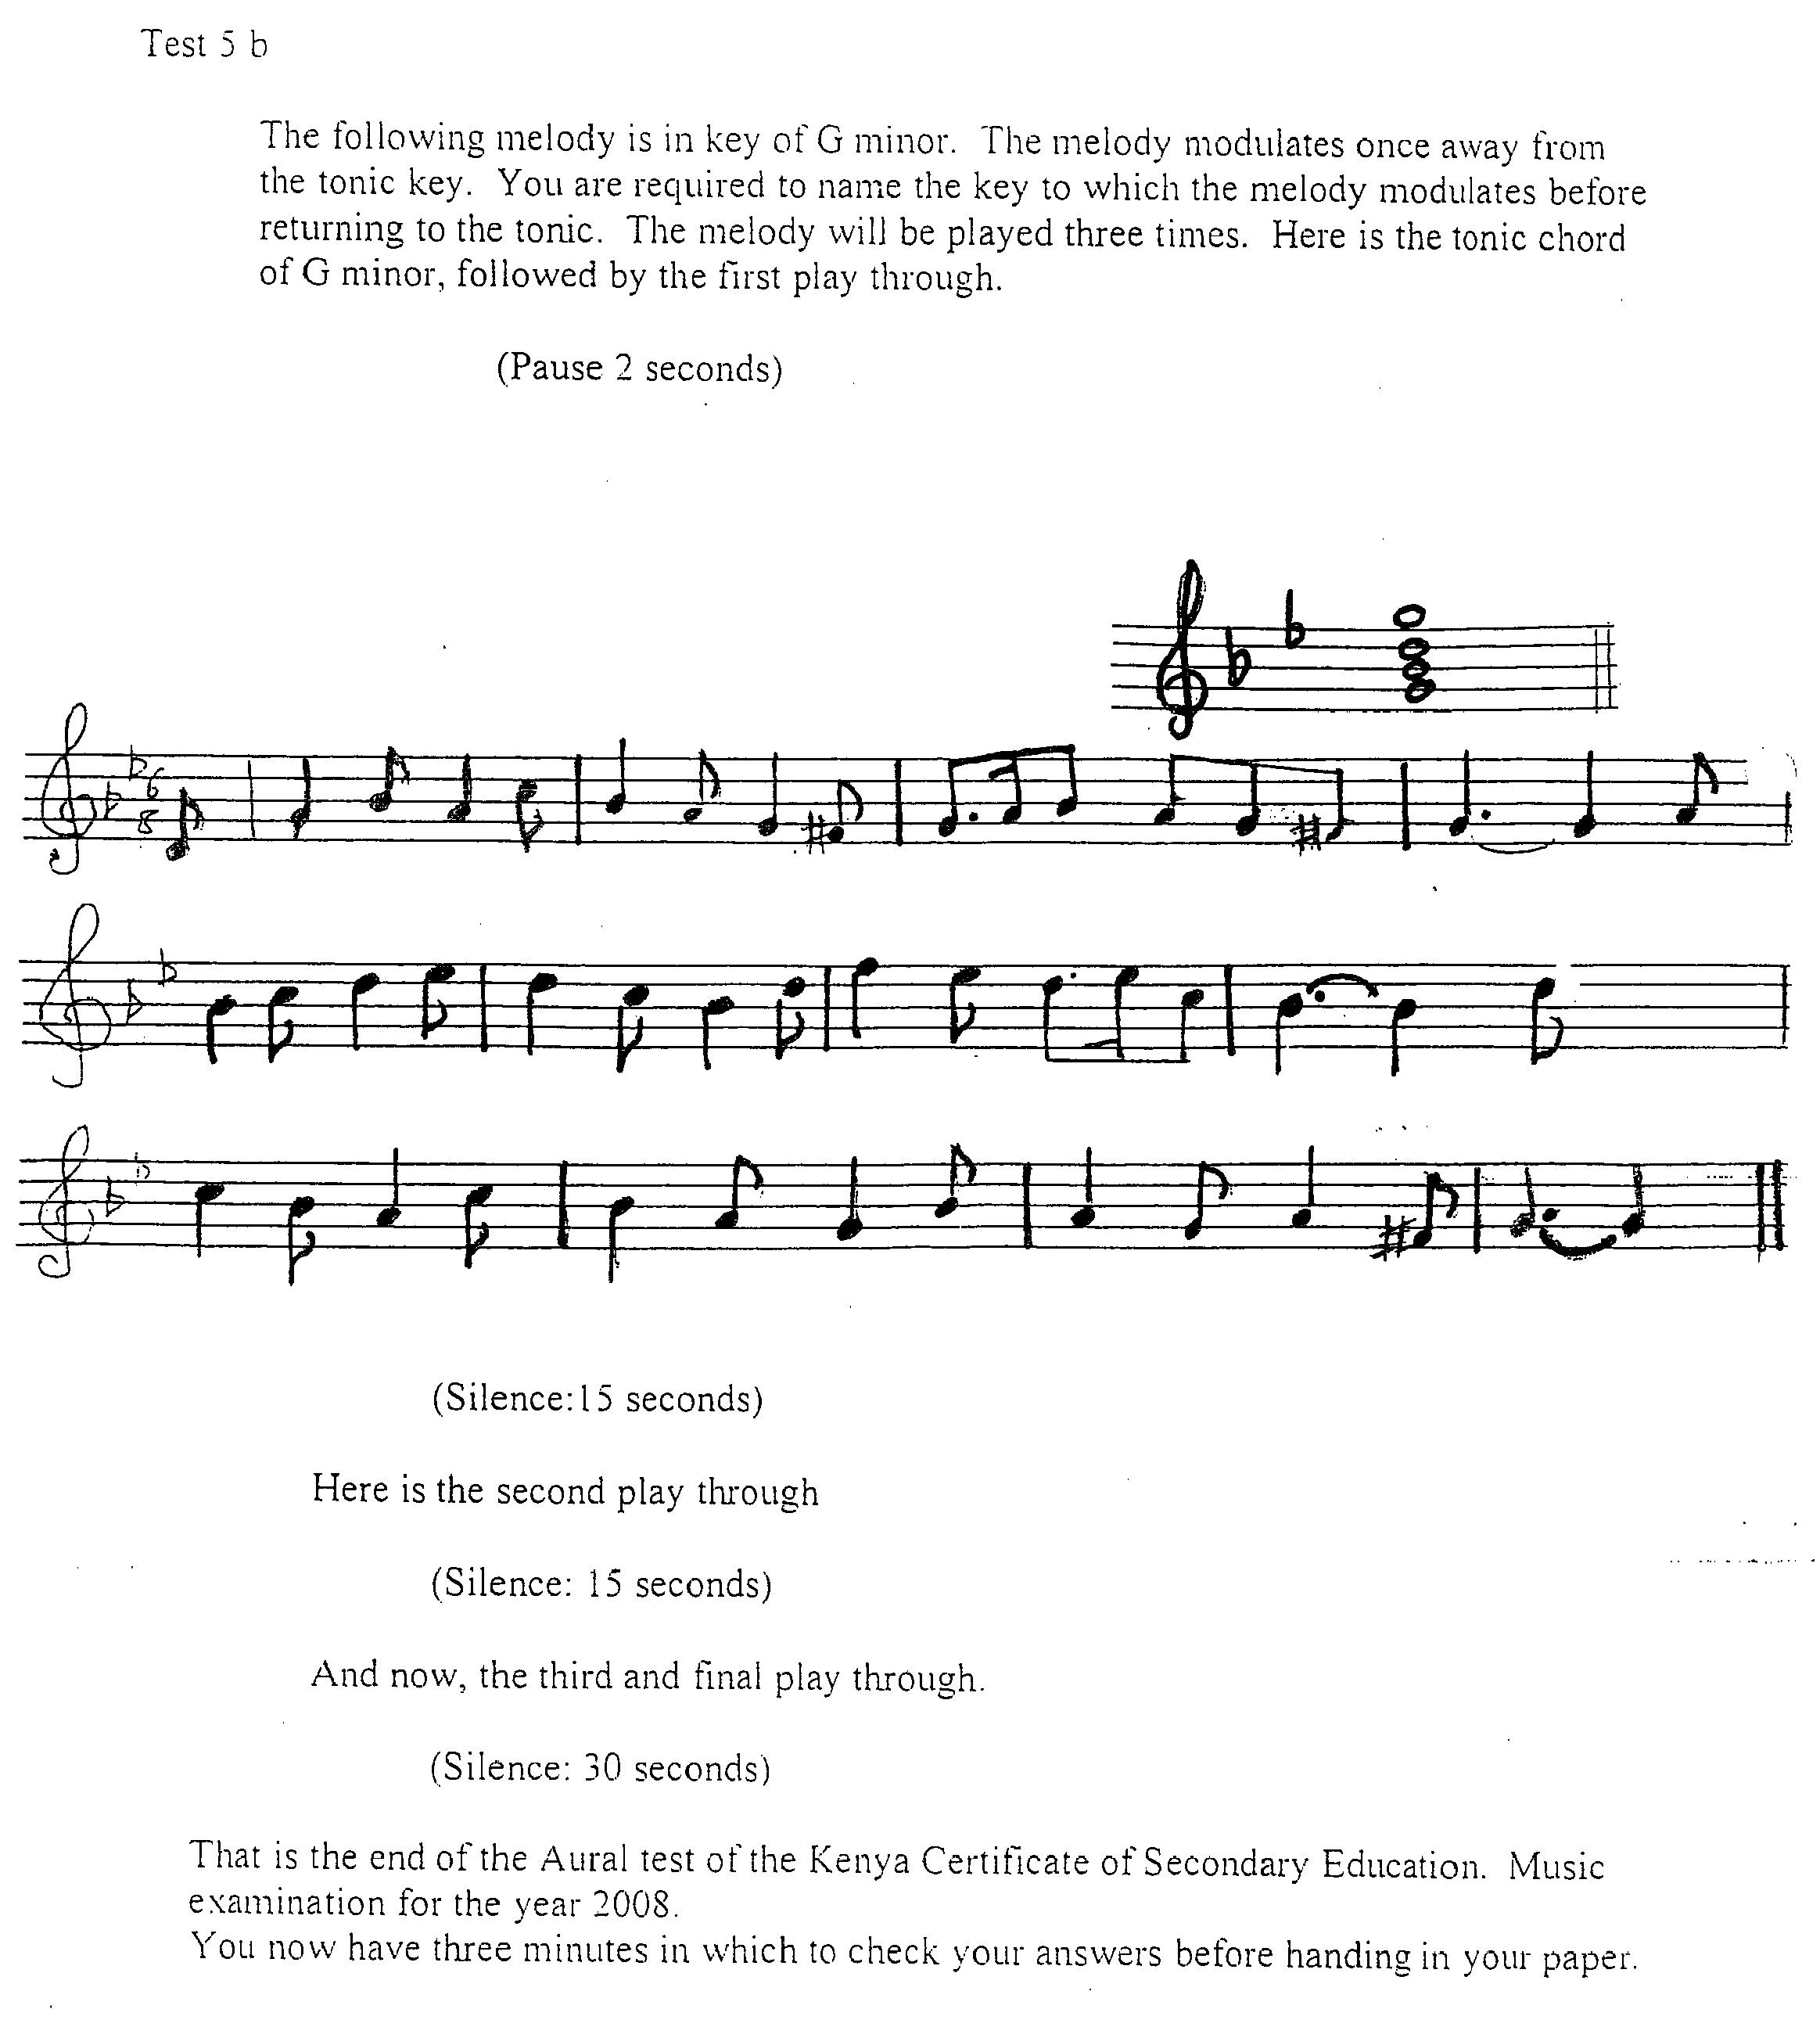 Test 5 b
The following melody is in key of G minor. The melody modulates once away from
the tonic key. You are required to name the key to which the melody modulates before
returning to the tonic. The melody will be played three times. Here is the tonic chord
of G minor, followed by the first play through.
(Pause 2 seconds)
6
8
(Silence:15 seconds)
Here is the second play through
(Silence: 15 seconds)
And now, the third and final play through.
(Silence: 30 seconds)
That is the end of the Aural test of the Kenya Certificate of Secondary Education. Music
examination for the year 2008.
You now have three minutes in which to check your answers before handing in your paper.